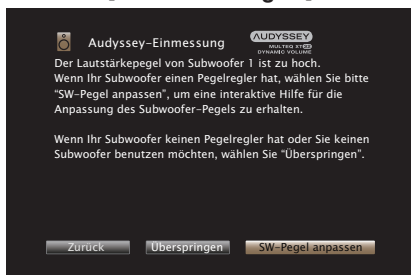 Audyssey-Einmessung
AUDYSSEY
MULTEQ XT32
DYNAMIC VOLUME
Der Lautstärkepegel von Subwoofer 1 ist zu hoch.
Wenn Ihr Subwoofer einen Pegelregler hat, wählen Sie bitte
"SW-Pegel anpassen", um eine interaktive Hilfe für die
Anpassung des Subwoofer-Pegels zu erhalten.
Wenn Ihr Subwoofer keinen Pegelregler hat oder Sie keinen
Subwoofer benutzen möchten, wählen Sie "Überspringen".
Zurück Überspringen SW-Pegel anpassen